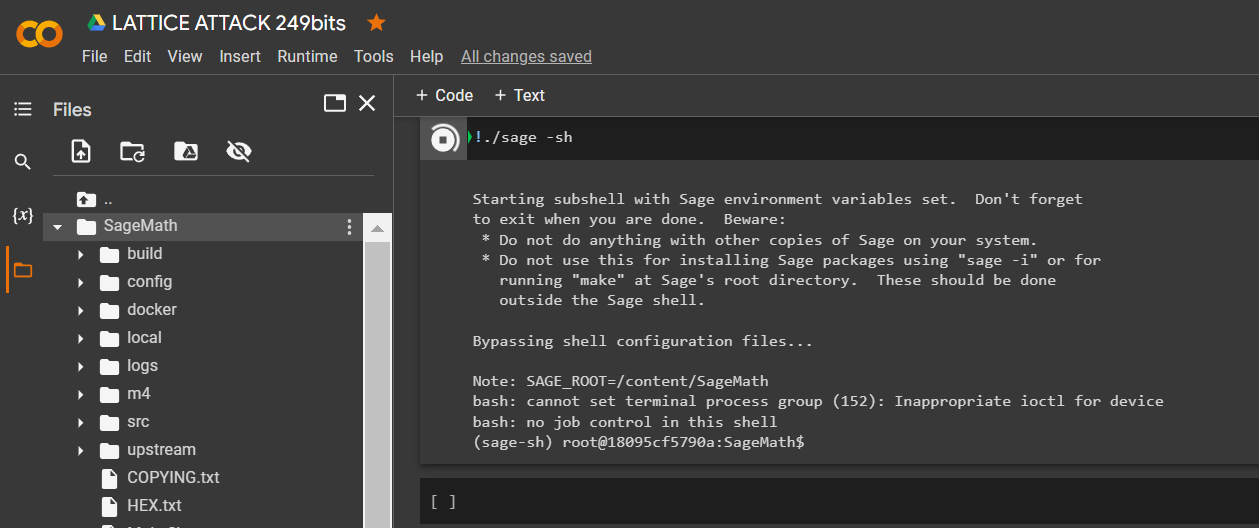 LATTICE ATTACK 249bits
File Edit View Insert Runtime Tools Help All changes saved
Files
+ Code + Text
!./sage -sh
..
{x}
SageMath
build
config
docker
local
logs
m4
src
upstream
COPYING.txt
HEX.txt
Starting subshell with Sage environment variables set.  Don't forget
to exit when you are done.  Beware:
* Do not do anything with other copies of Sage on your system.
* Do not use this for installing Sage packages using "sage -i" or for
running "make" at Sage's root directory.  These should be done
outside the Sage shell.
Bypassing shell configuration files...
Note: SAGE_ROOT=/content/SageMath
bash: cannot set terminal process group (152): Inappropriate ioctl for device
bash: no job control in this shell
(sage-sh) root@18095cf5790a:SageMath$
[ ]